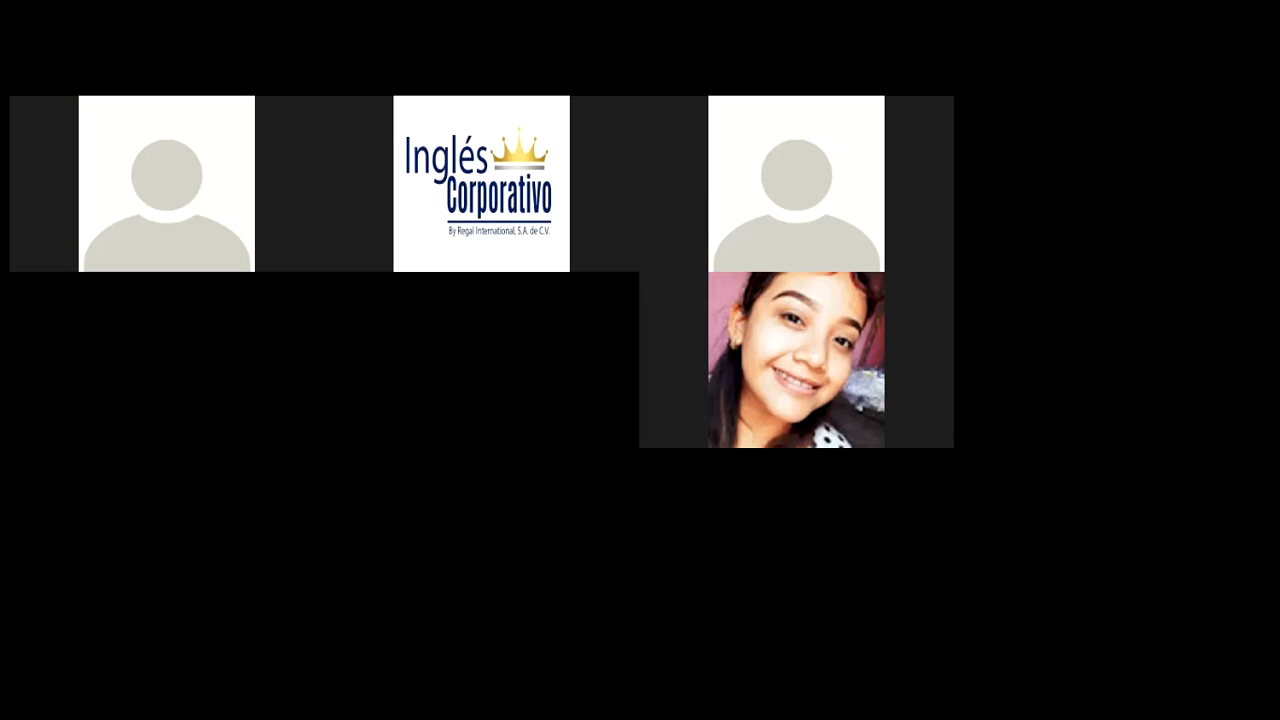 Inglés
Corporativo
By Regal International, S.A. de C.V.